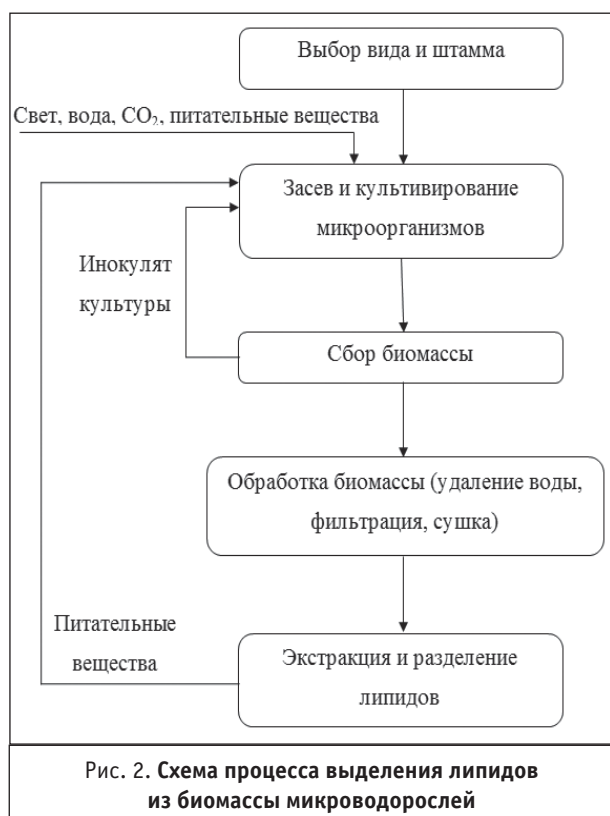 Выбор вида и штамма
Свет, вода, CO₂, питательные вещества
Засев и культивирование
микроорганизмов
Инокулят
культуры
Сбор биомассы
Обработка биомассы (удаление воды,
фильтрация, сушка)
Питательные
вещества
Экстракция и разделение
липидов
Рис. 2. Схема процесса выделения липидов
из биомассы микроводорослей